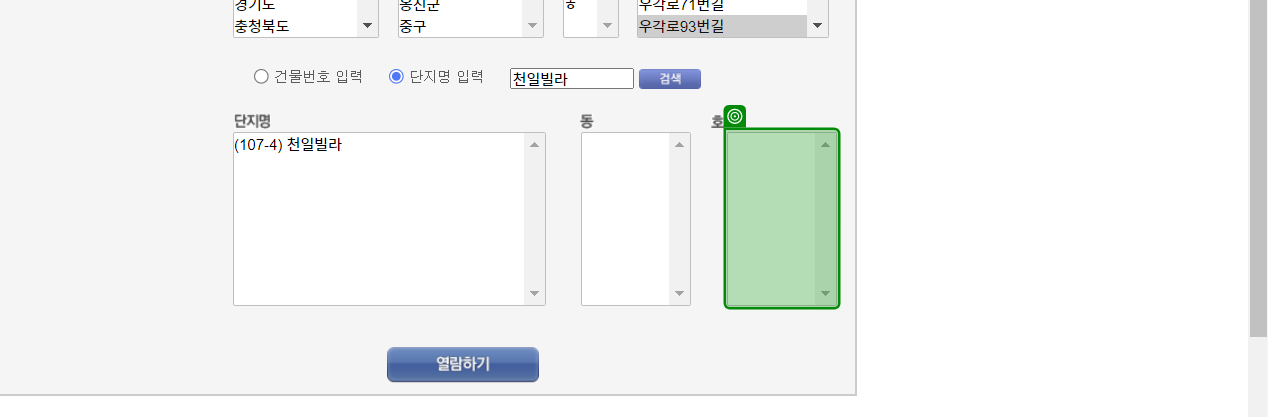 경기도 옹진군 ㅎ 우각로71번길
충청북도 중구 우각로93번길
건물번호 입력 단지명 입력 천일빌라 검색
단지명 동 호
(107-4) 천일빌라
열람하기